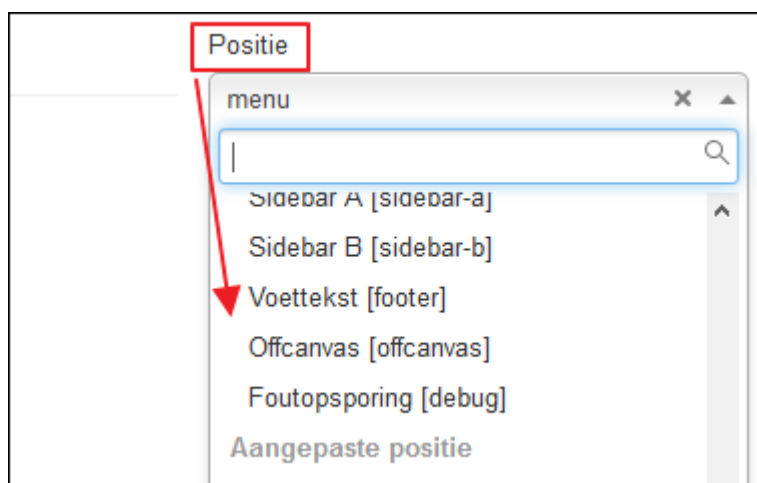 Positie
menu
Sidebar A [sidebar-a]
Sidebar B [sidebar-b]
Voettekst [footer]
Offcanvas [offcanvas]
Foutopsporing [debug]
Aangepaste positie